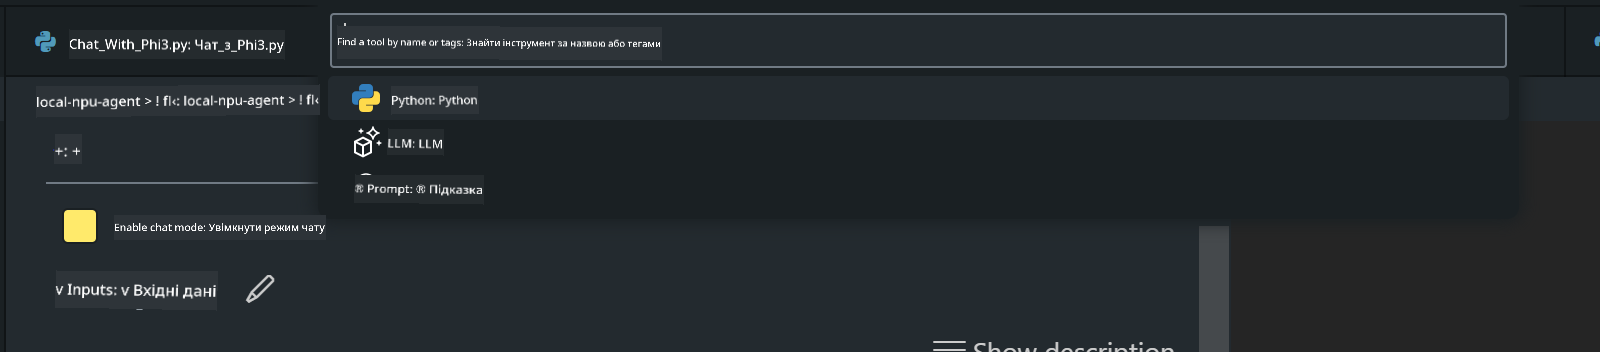 Chat_With_Phi3.py: Чат_з_Phi3.py
Find a tool by name or tags: Знайти інструмент за назвою або тегами
local-npu-agent > ! fl‹: local-npu-agent > ! fl‹
Python: Python
+: +
LLM: LLM
® Prompt: ® Підказка
Enable chat mode: Увімкнути режим чату
v Inputs: v Вхідні дані
Show description